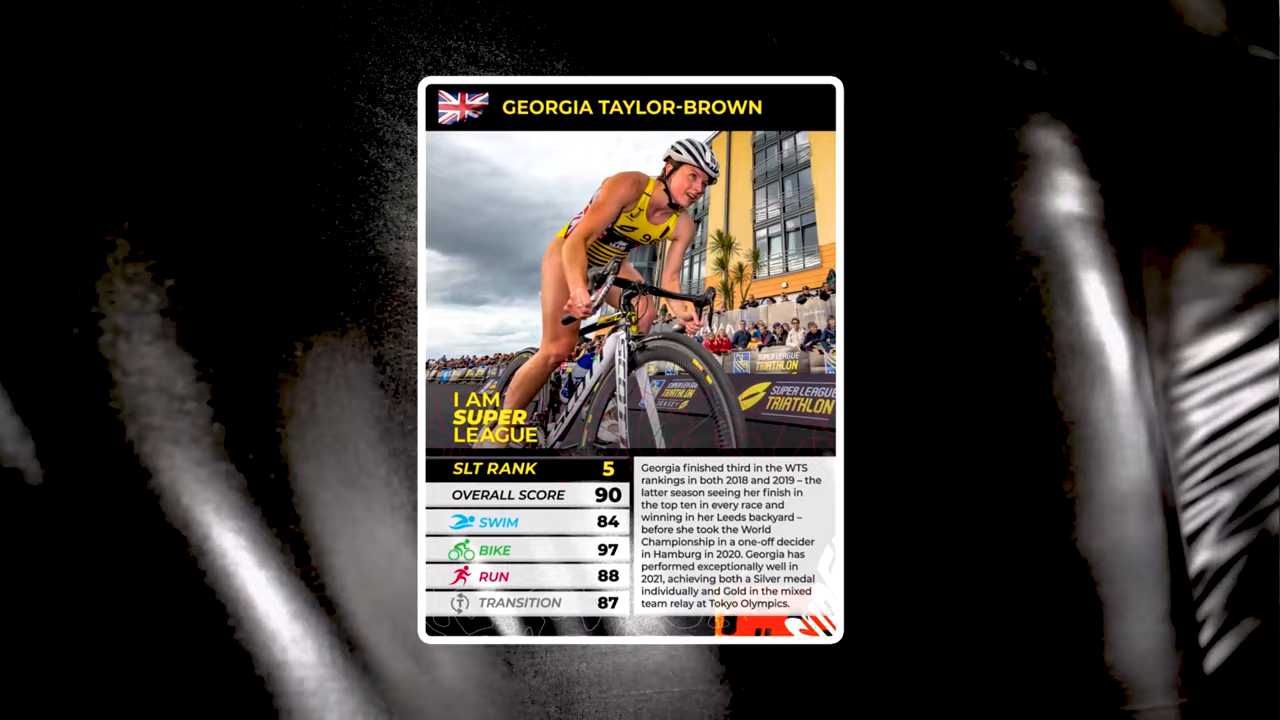 GEORGIA TAYLOR-BROWN
SUPER LEAGUE
TRIATHLON
SUPER LEAGUE
TRIATHLON
SUPER LEAGUE
TRIATHLON
JERSEY
I AM
SUPER
LEAGUE
SLT RANK 5
OVERALL SCORE 90
SWIM 84
BIKE 97
RUN 88
TRANSITION 87
Georgia finished third in the WTS
rankings in both 2018 and 2019 – the
latter season seeing her finish in
the top ten in every race and
winning in her Leeds backyard –
before she took the World
Championship in a one-off decider
in Hamburg in 2020. Georgia has
performed exceptionally well in
2021, achieving both a Silver medal
individually and Gold in the mixed
team relay at Tokyo Olympics.